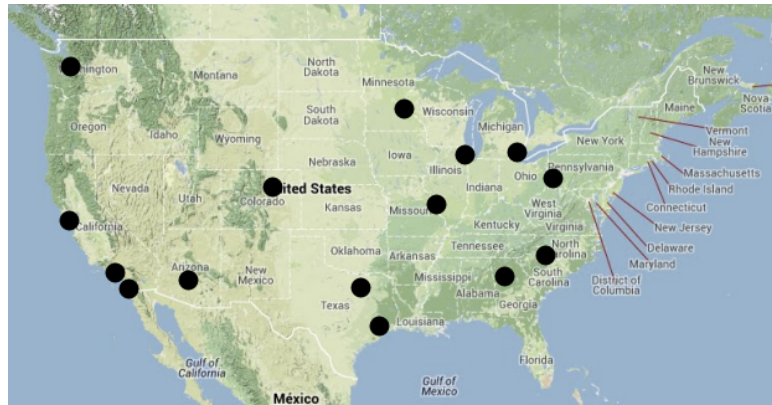 North
Dakota
Montana
Minnesota
New
Brunswick
Nova
Scotia
Maine
Oregon
Idaho
South
Dakota
Wisconsin
Michigan
Vermont
New
Hampshire
New York
Wyoming
Iowa
Nebraska
Illinois
Ohio
Pennsylvania
Massachusetts
Rhode Island
Connecticut
Indiana
Nevada
Utah
Colorado
Kansas
West
Virginia
Virginia
New Jersey
Delaware
Maryland
District of
Columbia
California
Kentucky
Tennessee
Oklahoma
Arkansas
Arizona
New
Mexico
Mississippi
Alabama
South
Carolina
Georgia
Texas
Louisiana
Florida
Gulf of
California
Gulf of
Mexico
México